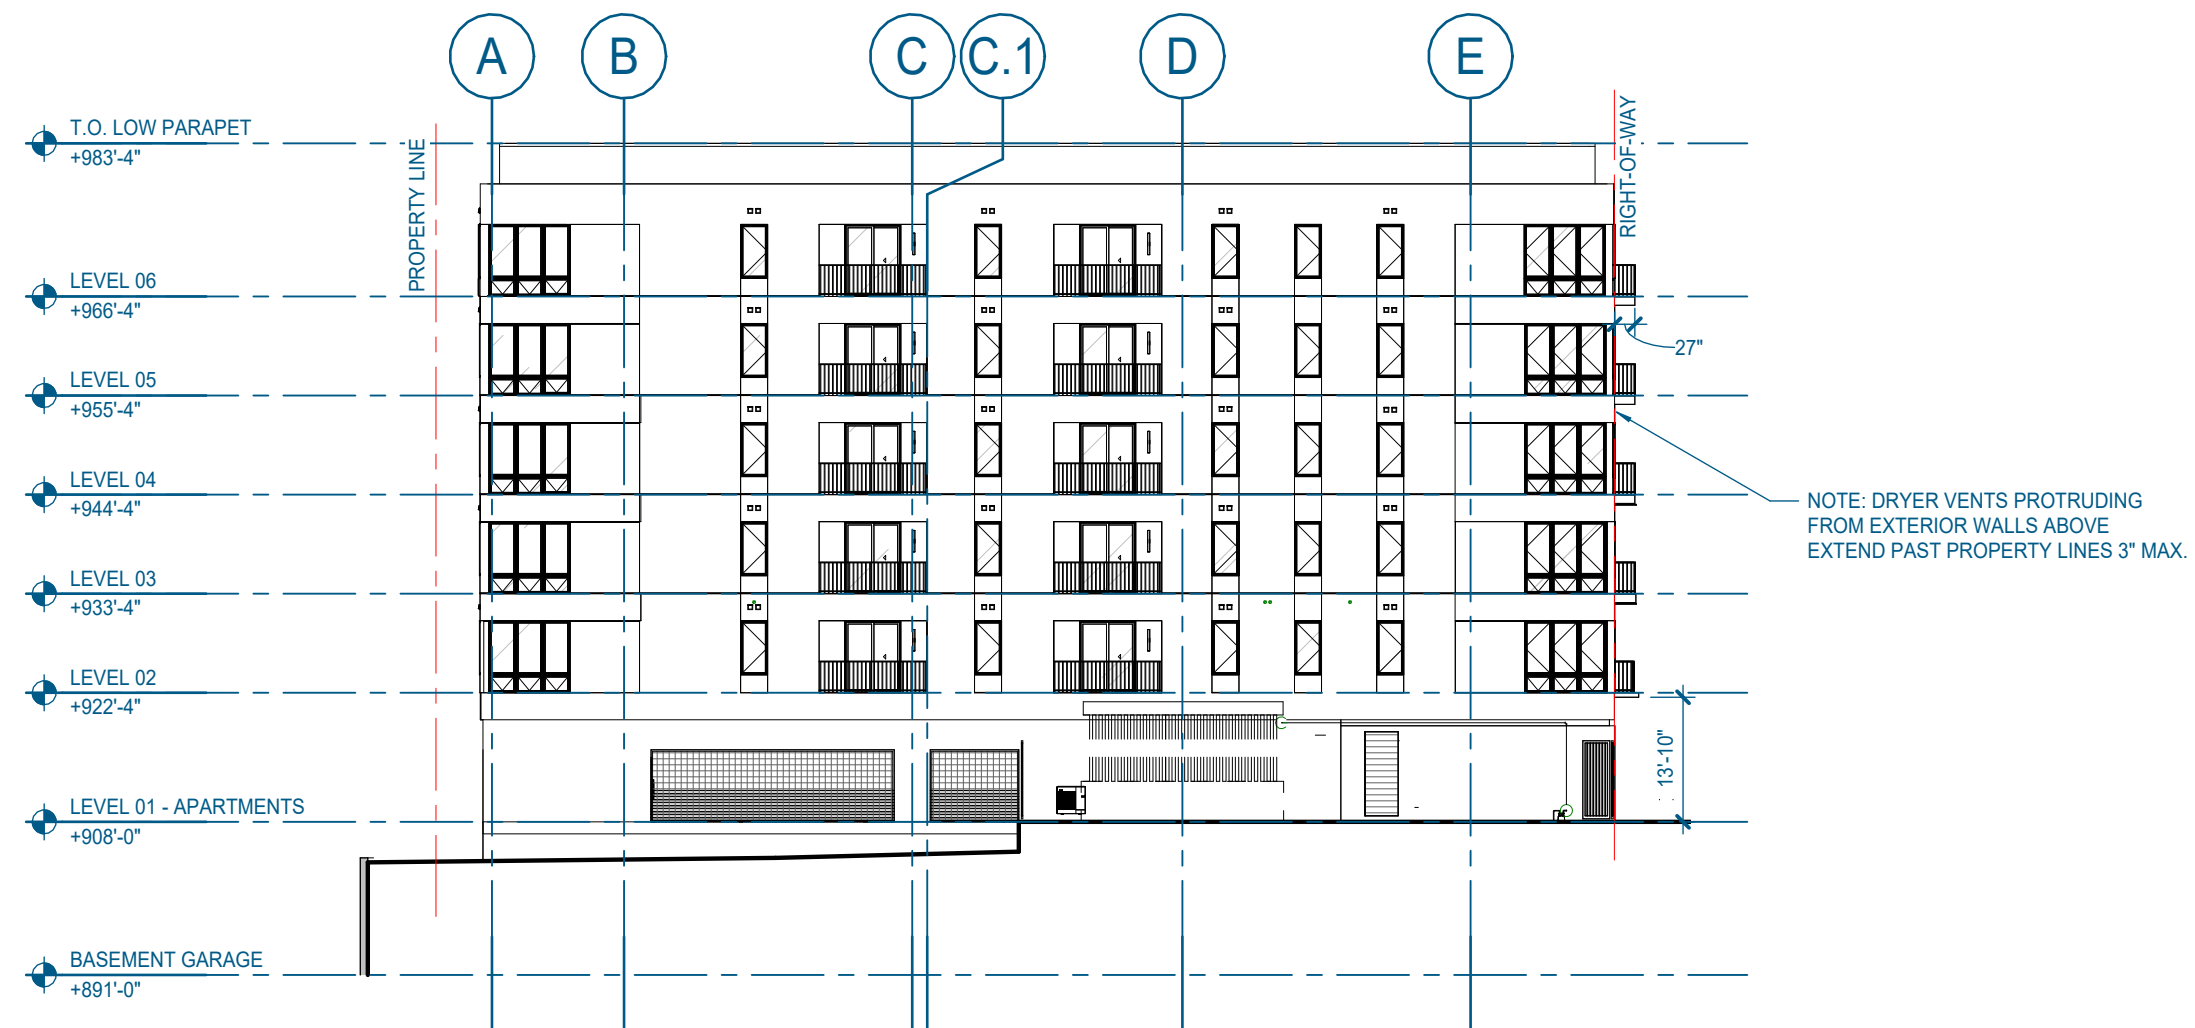 A B C C.1 D E
T.O. LOW PARAPET
+983'-4"
PROPERTY LINE
RIGHT-OF-WAY
LEVEL 06
+966'-4"
27"
LEVEL 05
+955'-4"
LEVEL 04
+944'-4"
NOTE: DRYER VENTS PROTRUDING
FROM EXTERIOR WALLS ABOVE
EXTEND PAST PROPERTY LINES 3" MAX.
LEVEL 03
+933'-4"
LEVEL 02
+922'-4"
13'-10"
LEVEL 01 - APARTMENTS
+908'-0"
BASEMENT GARAGE
+891'-0"